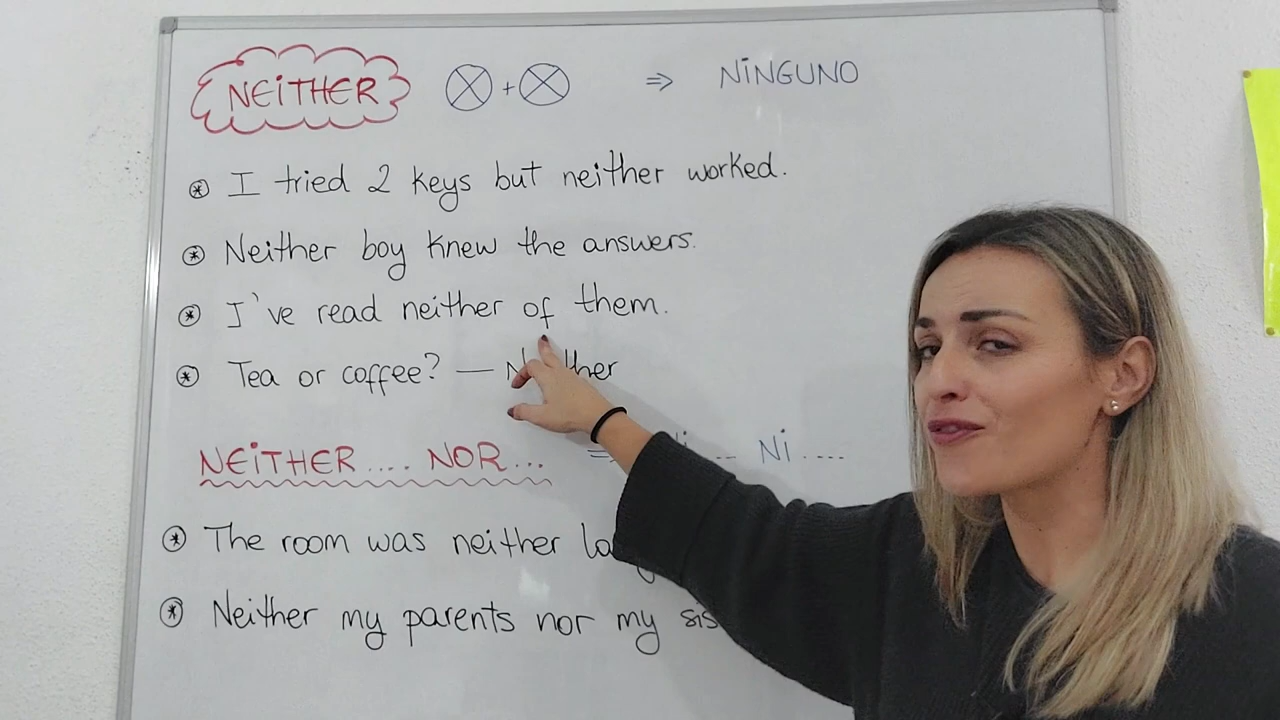 NEiTHER + ⇒ NiNGUNO
I tried 2 keys but neither worked.
Neither boy knew the answers.
I've read neither of them.
Tea or coffee? —
NEiTHER .... NOR ... Ni ....
The room was neither
Neither my parents nor my